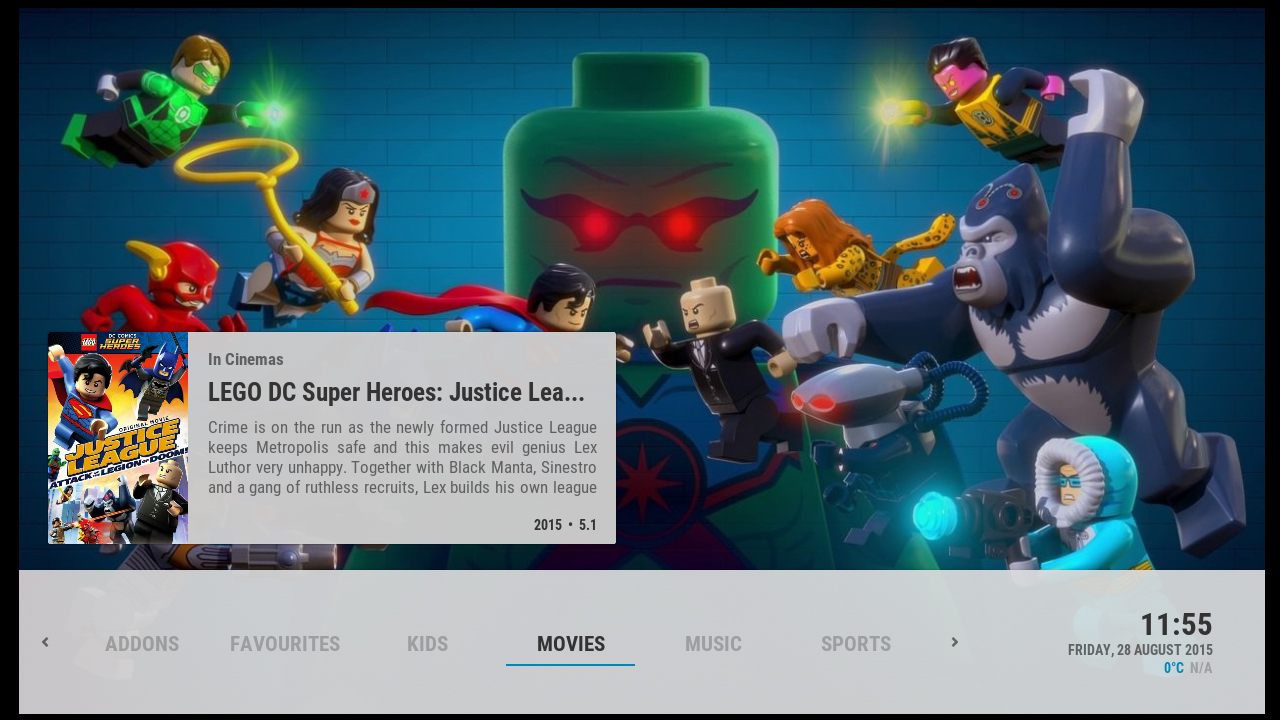 DC COMICS
LEGO SUPER HEROES
ORIGINAL MOVIE
JUSTICE
LEAGUE
ATTACK OF THE LEGION OF DOOM!
In Cinemas
LEGO DC Super Heroes: Justice Lea...
Crime is on the run as the newly formed Justice League
keeps Metropolis safe and this makes evil genius Lex
Luthor very unhappy. Together with Black Manta, Sinestro
and a gang of ruthless recruits, Lex builds his own league
2015 • 5.1
ADDONS FAVOURITES KIDS MOVIES MUSIC SPORTS
11:55
FRIDAY, 28 AUGUST 2015
0°C N/A